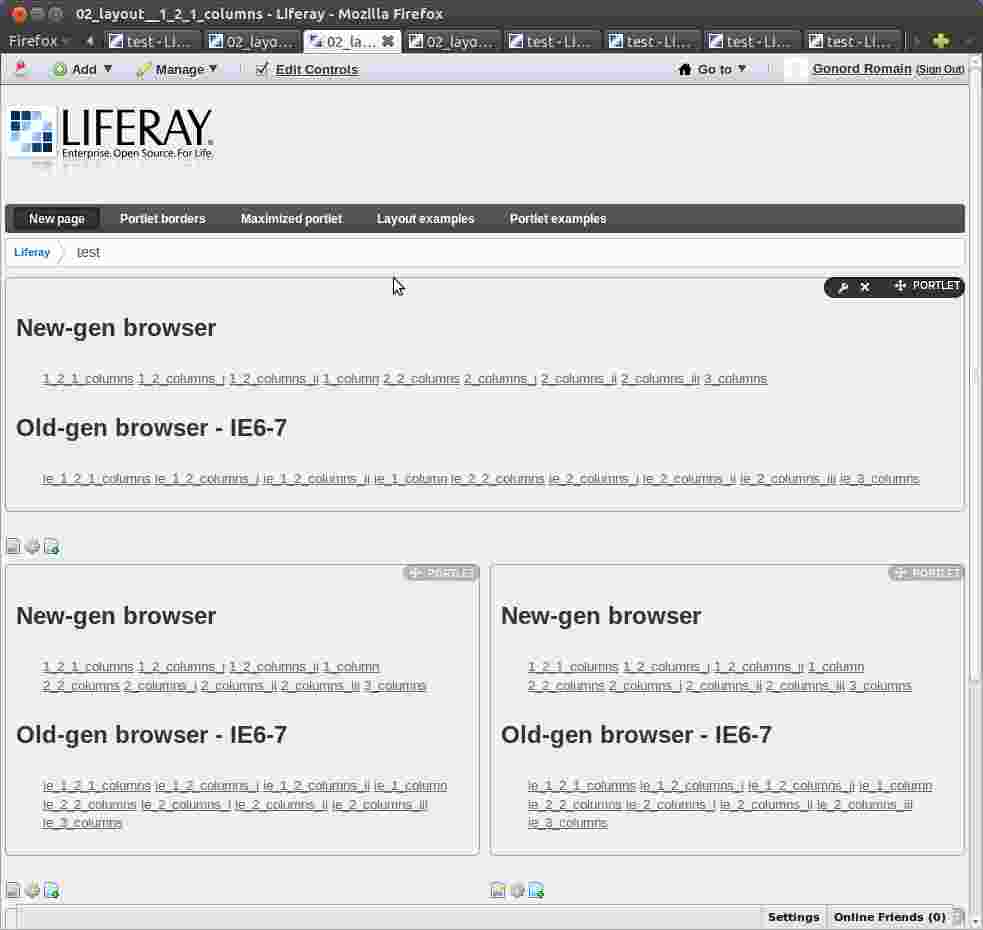 02_layout__1_2_1_columns - Liferay - Mozilla Firefox
Firefox test - Li... 02_layo... 02_la... 02_layo... test - Li... test - Li... test - Li... test - Li...
Add Manage Edit Controls Go to Gonord Romain (Sign Out)
LIFERAY.
Enterprise. Open Source. For Life.
New page Portlet borders Maximized portlet Layout examples Portlet examples
Liferay test
PORTLET
New-gen browser
1_2_1_columns 1_2_columns_i 1_2_columns_ii 1_column 2_2_columns 2_columns_i 2_columns_ii 2_columns_iii 3_columns
Old-gen browser - IE6-7
ie_1_2_1_columns ie_1_2_columns_i ie_1_2_columns_ii ie_1_column ie_2_2_columns ie_2_columns_i ie_2_columns_ii ie_2_columns_iii ie_3_columns
PORTLET
New-gen browser
1_2_1_columns 1_2_columns_i 1_2_columns_ii 1_column
2_2_columns 2_columns_i 2_columns_ii 2_columns_iii 3_columns
Old-gen browser - IE6-7
ie_1_2_1_columns ie_1_2_columns_i ie_1_2_columns_ii ie_1_column
ie_2_2_columns ie_2_columns_i ie_2_columns_ii ie_2_columns_iii
ie_3_columns
PORTLET
New-gen browser
1_2_1_columns 1_2_columns_i 1_2_columns_ii 1_column
2_2_columns 2_columns_i 2_columns_ii 2_columns_iii 3_columns
Old-gen browser - IE6-7
ie_1_2_1_columns ie_1_2_columns_i ie_1_2_columns_ii ie_1_column
ie_2_2_columns ie_2_columns_i ie_2_columns_ii ie_2_columns_iii
ie_3_columns
Settings Online Friends (0)